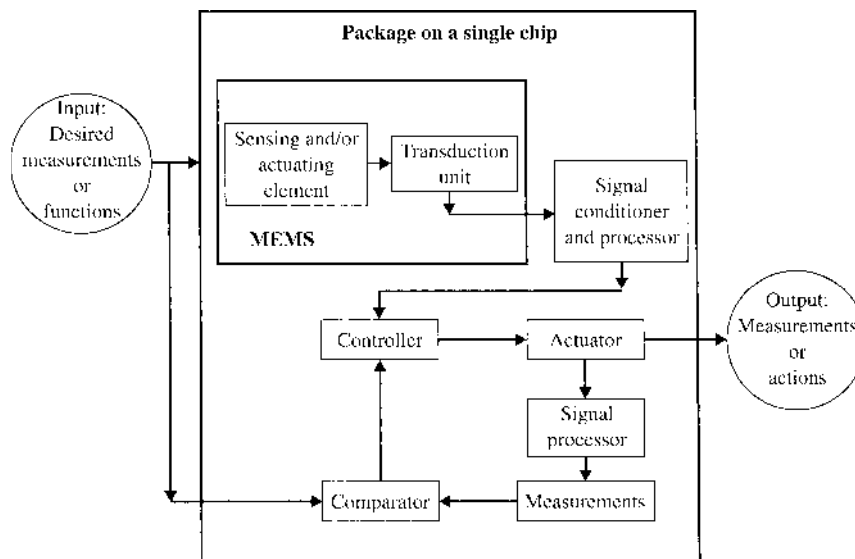 Package on a single chip
Input:
Desired
measurements
or
functions
Sensing and/or
actuating
element
Transduction
unit
MEMS
Signal
conditioner
and processor
Controller
Actuator
Output:
Measurements
or
actions
Signal
processor
Comparator
Measurements